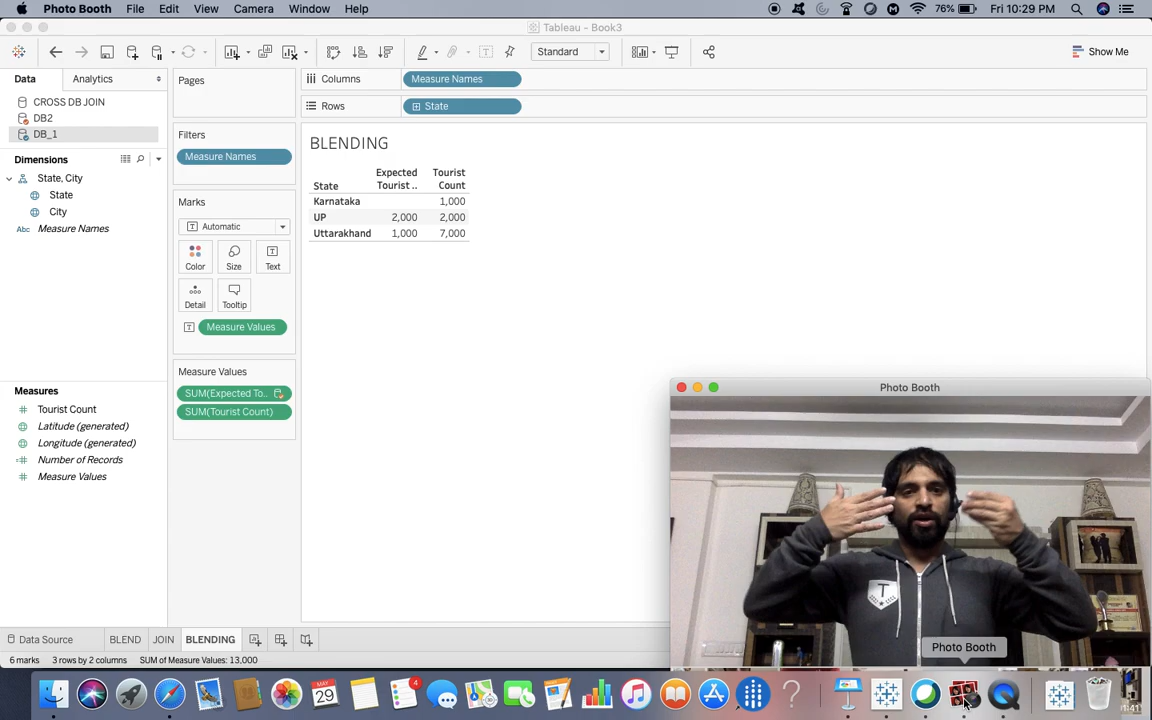 Photo Booth File Edit View Camera Window Help 76% Fri 10:29 PM
Tableau - Book3
Standard Show Me
Data Analytics
CROSS DB JOIN
DB2
DB_1
Dimensions
State, City
State
City
Abc Measure Names
Measures
Tourist Count
Latitude (generated)
Longitude (generated)
Number of Records
Measure Values
Pages
Filters
Measure Names
Marks
T Automatic
Color Size Text
Detail Tooltip
Measure Values
Measure Values
SUM(Expected To..
SUM(Tourist Count)
Columns Measure Names
Rows State
BLENDING
State Expected Tourist .. Tourist Count
Karnataka 1,000
UP 2,000 2,000
Uttarakhand 1,000 7,000
Photo Booth
T
Photo Booth
Data Source BLEND JOIN BLENDING
6 marks 3 rows by 2 columns SUM of Measure Values: 13,000
MAY
29
4
?